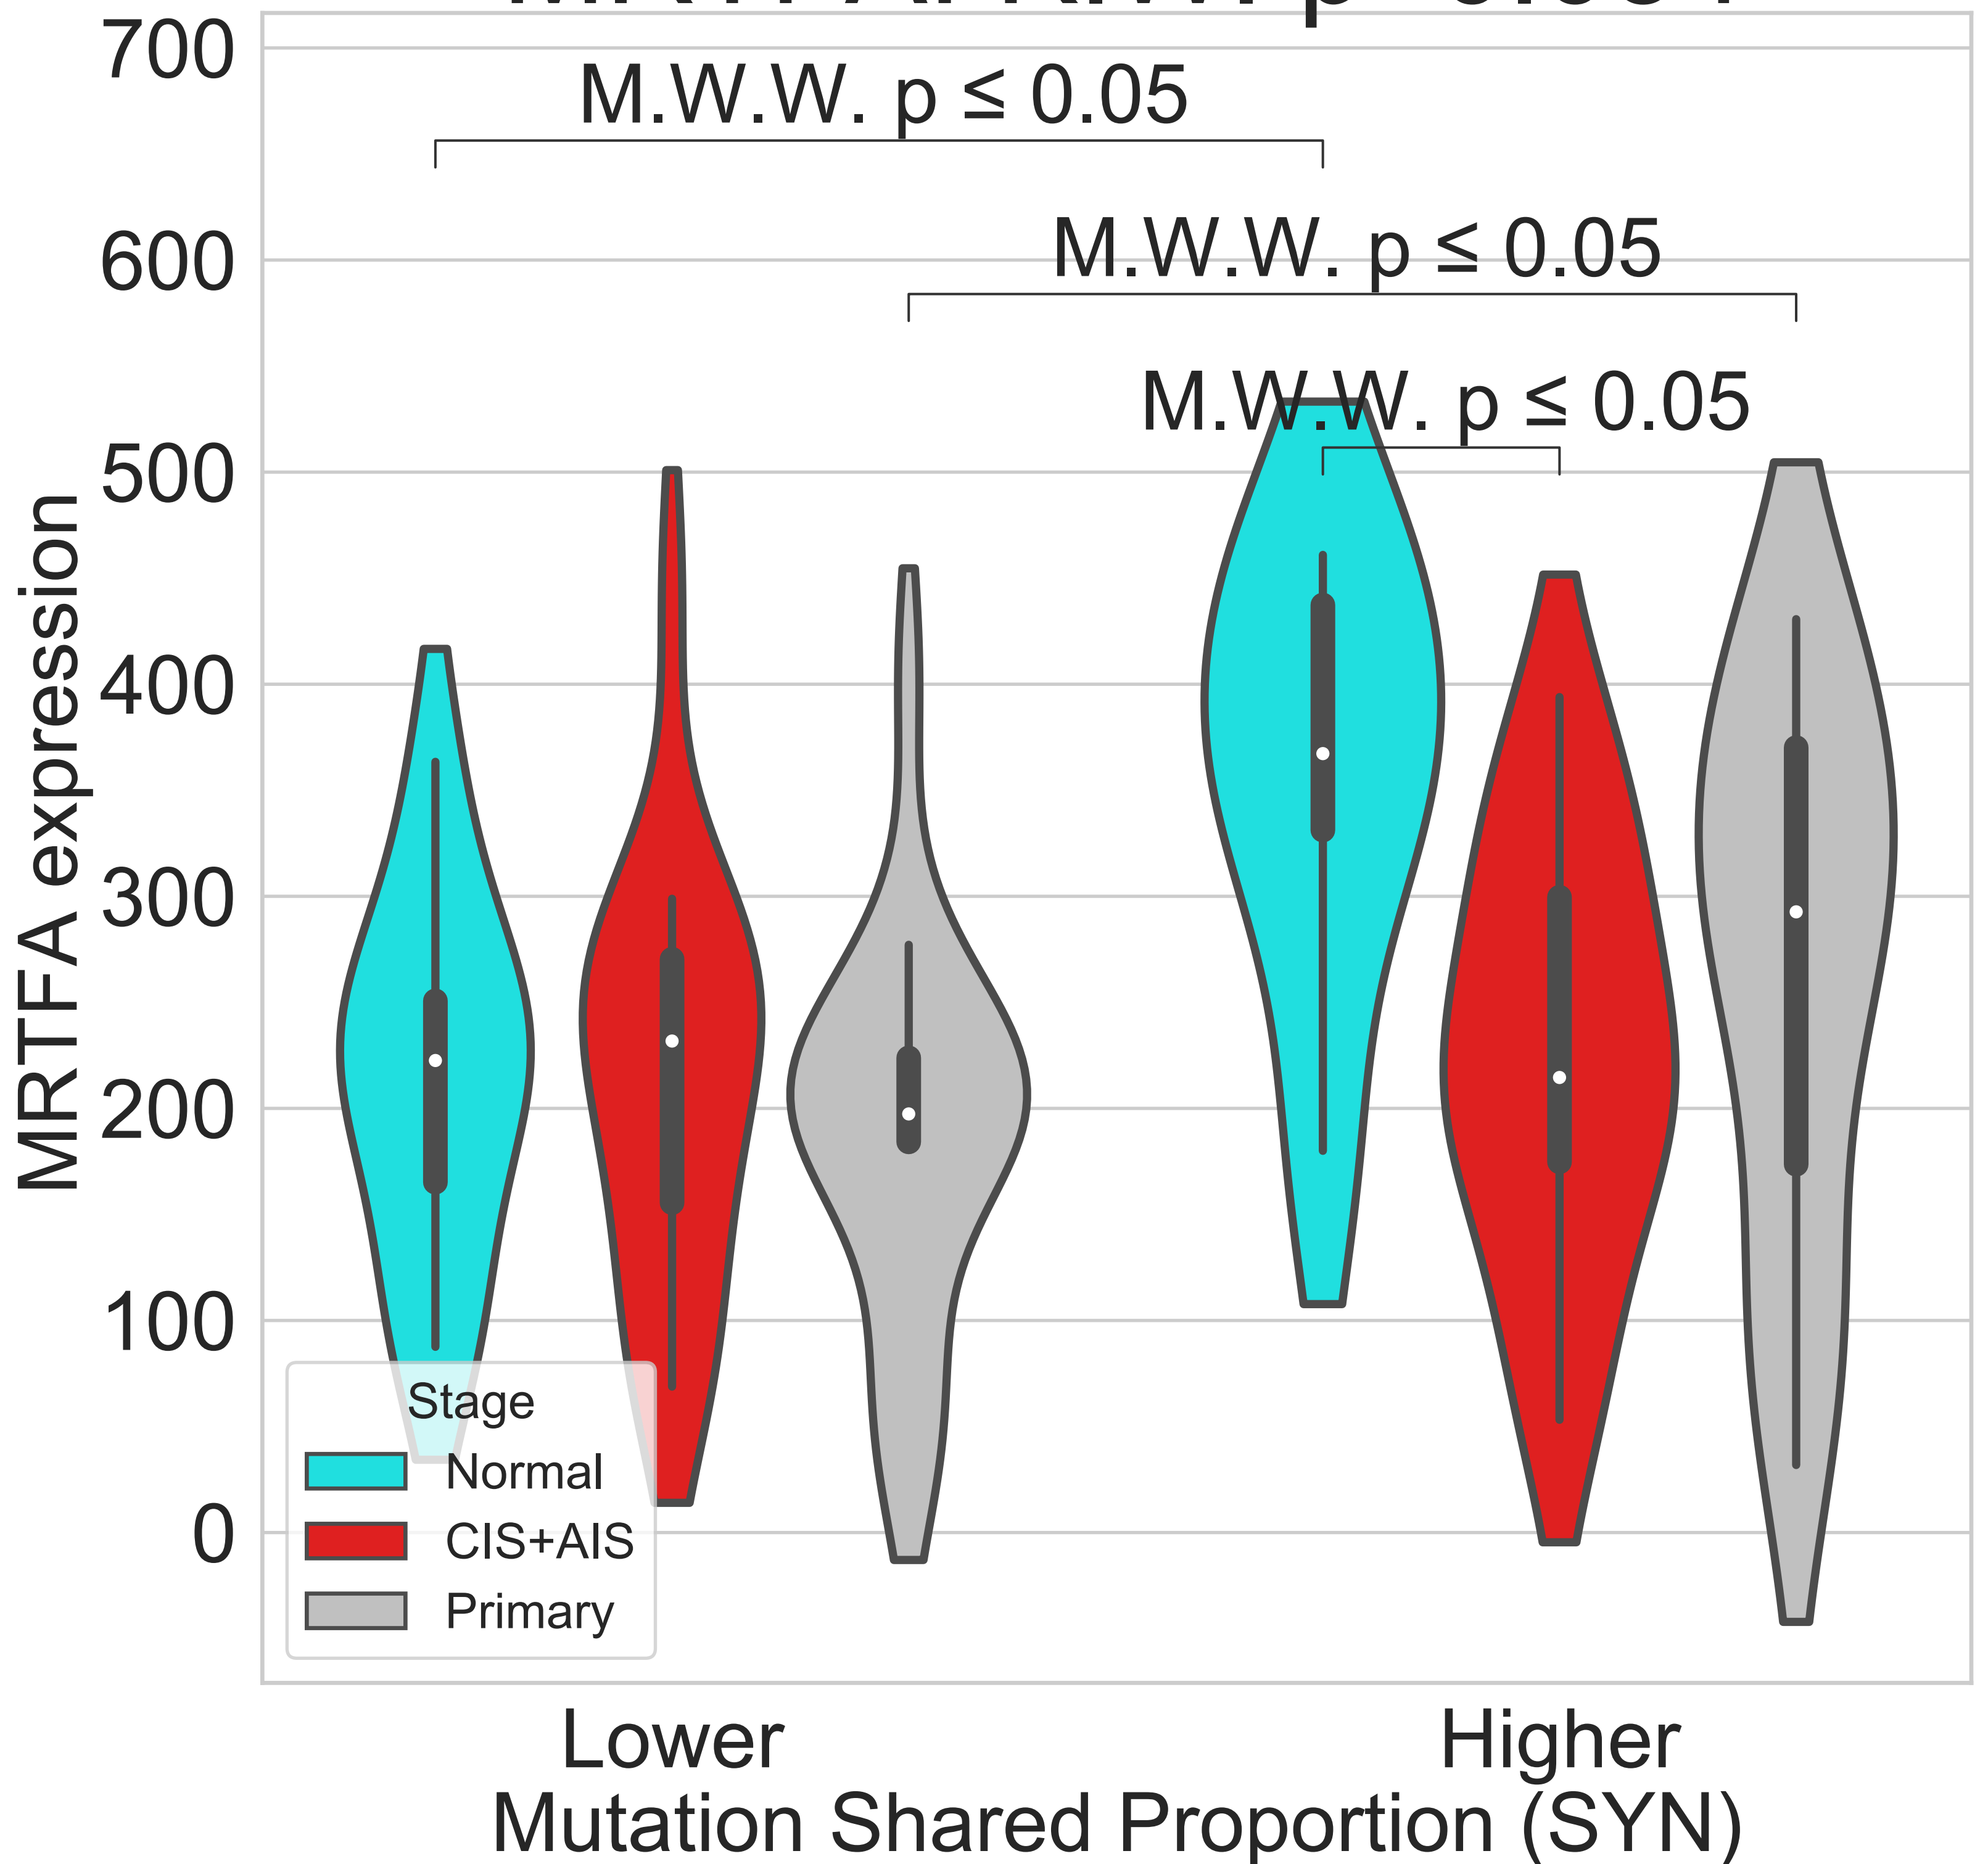 700
M.W.W. p ≤ 0.05
600
M.W.W. p ≤ 0.05
M.W.W. p ≤ 0.05
500
400
300
200
100
0
MRTFA expression
Stage
Normal
CIS+AIS
Primary
Lower
Higher
Mutation Shared Proportion (SYN)